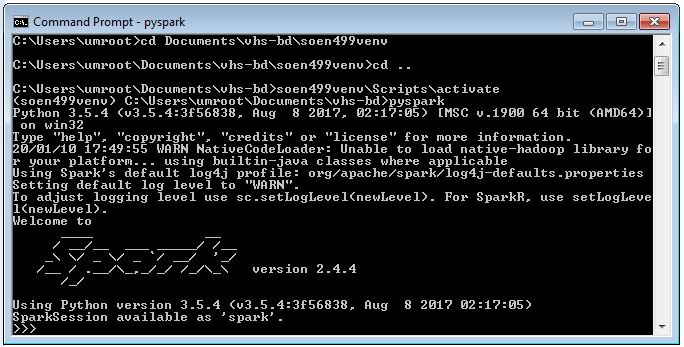 Command Prompt - pyspark
C:\Users\umroot>cd Documents\vhs-bd\soen499venv
C:\Users\umroot\Documents\vhs-bd\soen499venv>cd ..
C:\Users\umroot\Documents\vhs-bd>soen499venv\Scripts\activate
(soen499venv) C:\Users\umroot\Documents\vhs-bd>pyspark
Python 3.5.4 (v3.5.4:3f56838, Aug  8 2017, 02:17:05) [MSC v.1900 64 bit (AMD64)]
 on win32
Type "help", "copyright", "credits" or "license" for more information.
20/01/10 17:49:55 WARN NativeCodeLoader: Unable to load native-hadoop library fo
r your platform... using builtin-java classes where applicable
Using Spark's default log4j profile: org/apache/spark/log4j-defaults.properties
Setting default log level to "WARN".
To adjust logging level use sc.setLogLevel(newLevel). For SparkR, use setLogLeve
l(newLevel).
Welcome to
Spark version 2.4.4
Using Python version 3.5.4 (v3.5.4:3f56838, Aug  8 2017 02:17:05)
SparkSession available as 'spark'.
>>>